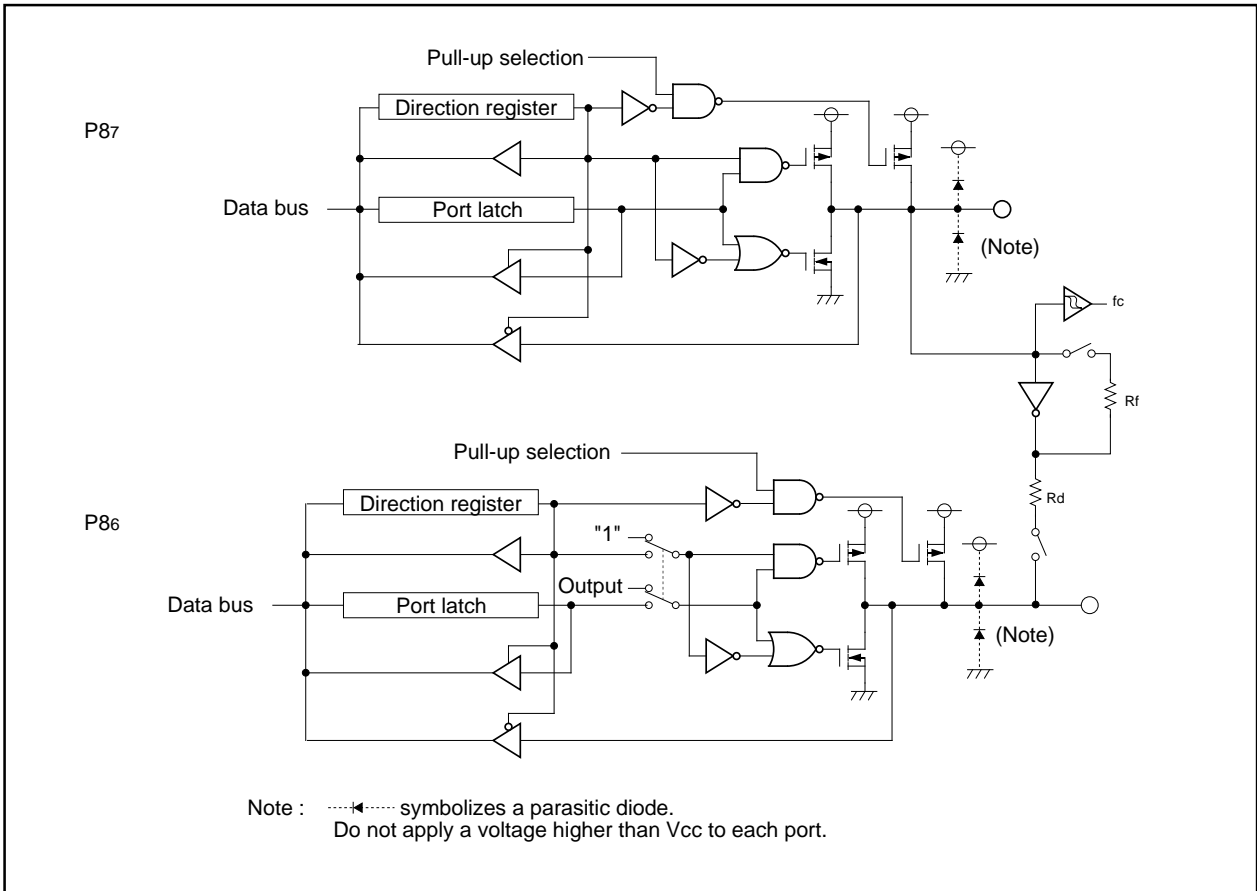 Pull-up selection
Direction register
P87
Data bus
Port latch
(Note)
fc
Rf
Pull-up selection
Direction register
Rd
P86
"1"
Output
Data bus
Port latch
(Note)
Note : symbolizes a parasitic diode.
Do not apply a voltage higher than Vcc to each port.